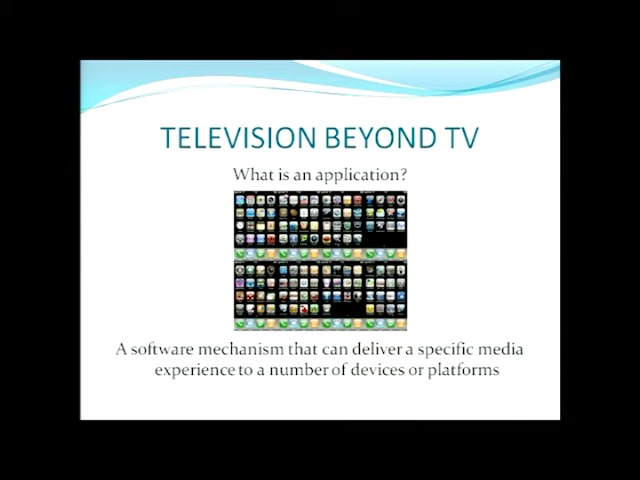 TELEVISION BEYOND TV
What is an application?
A software mechanism that can deliver a specific media
experience to a number of devices or platforms